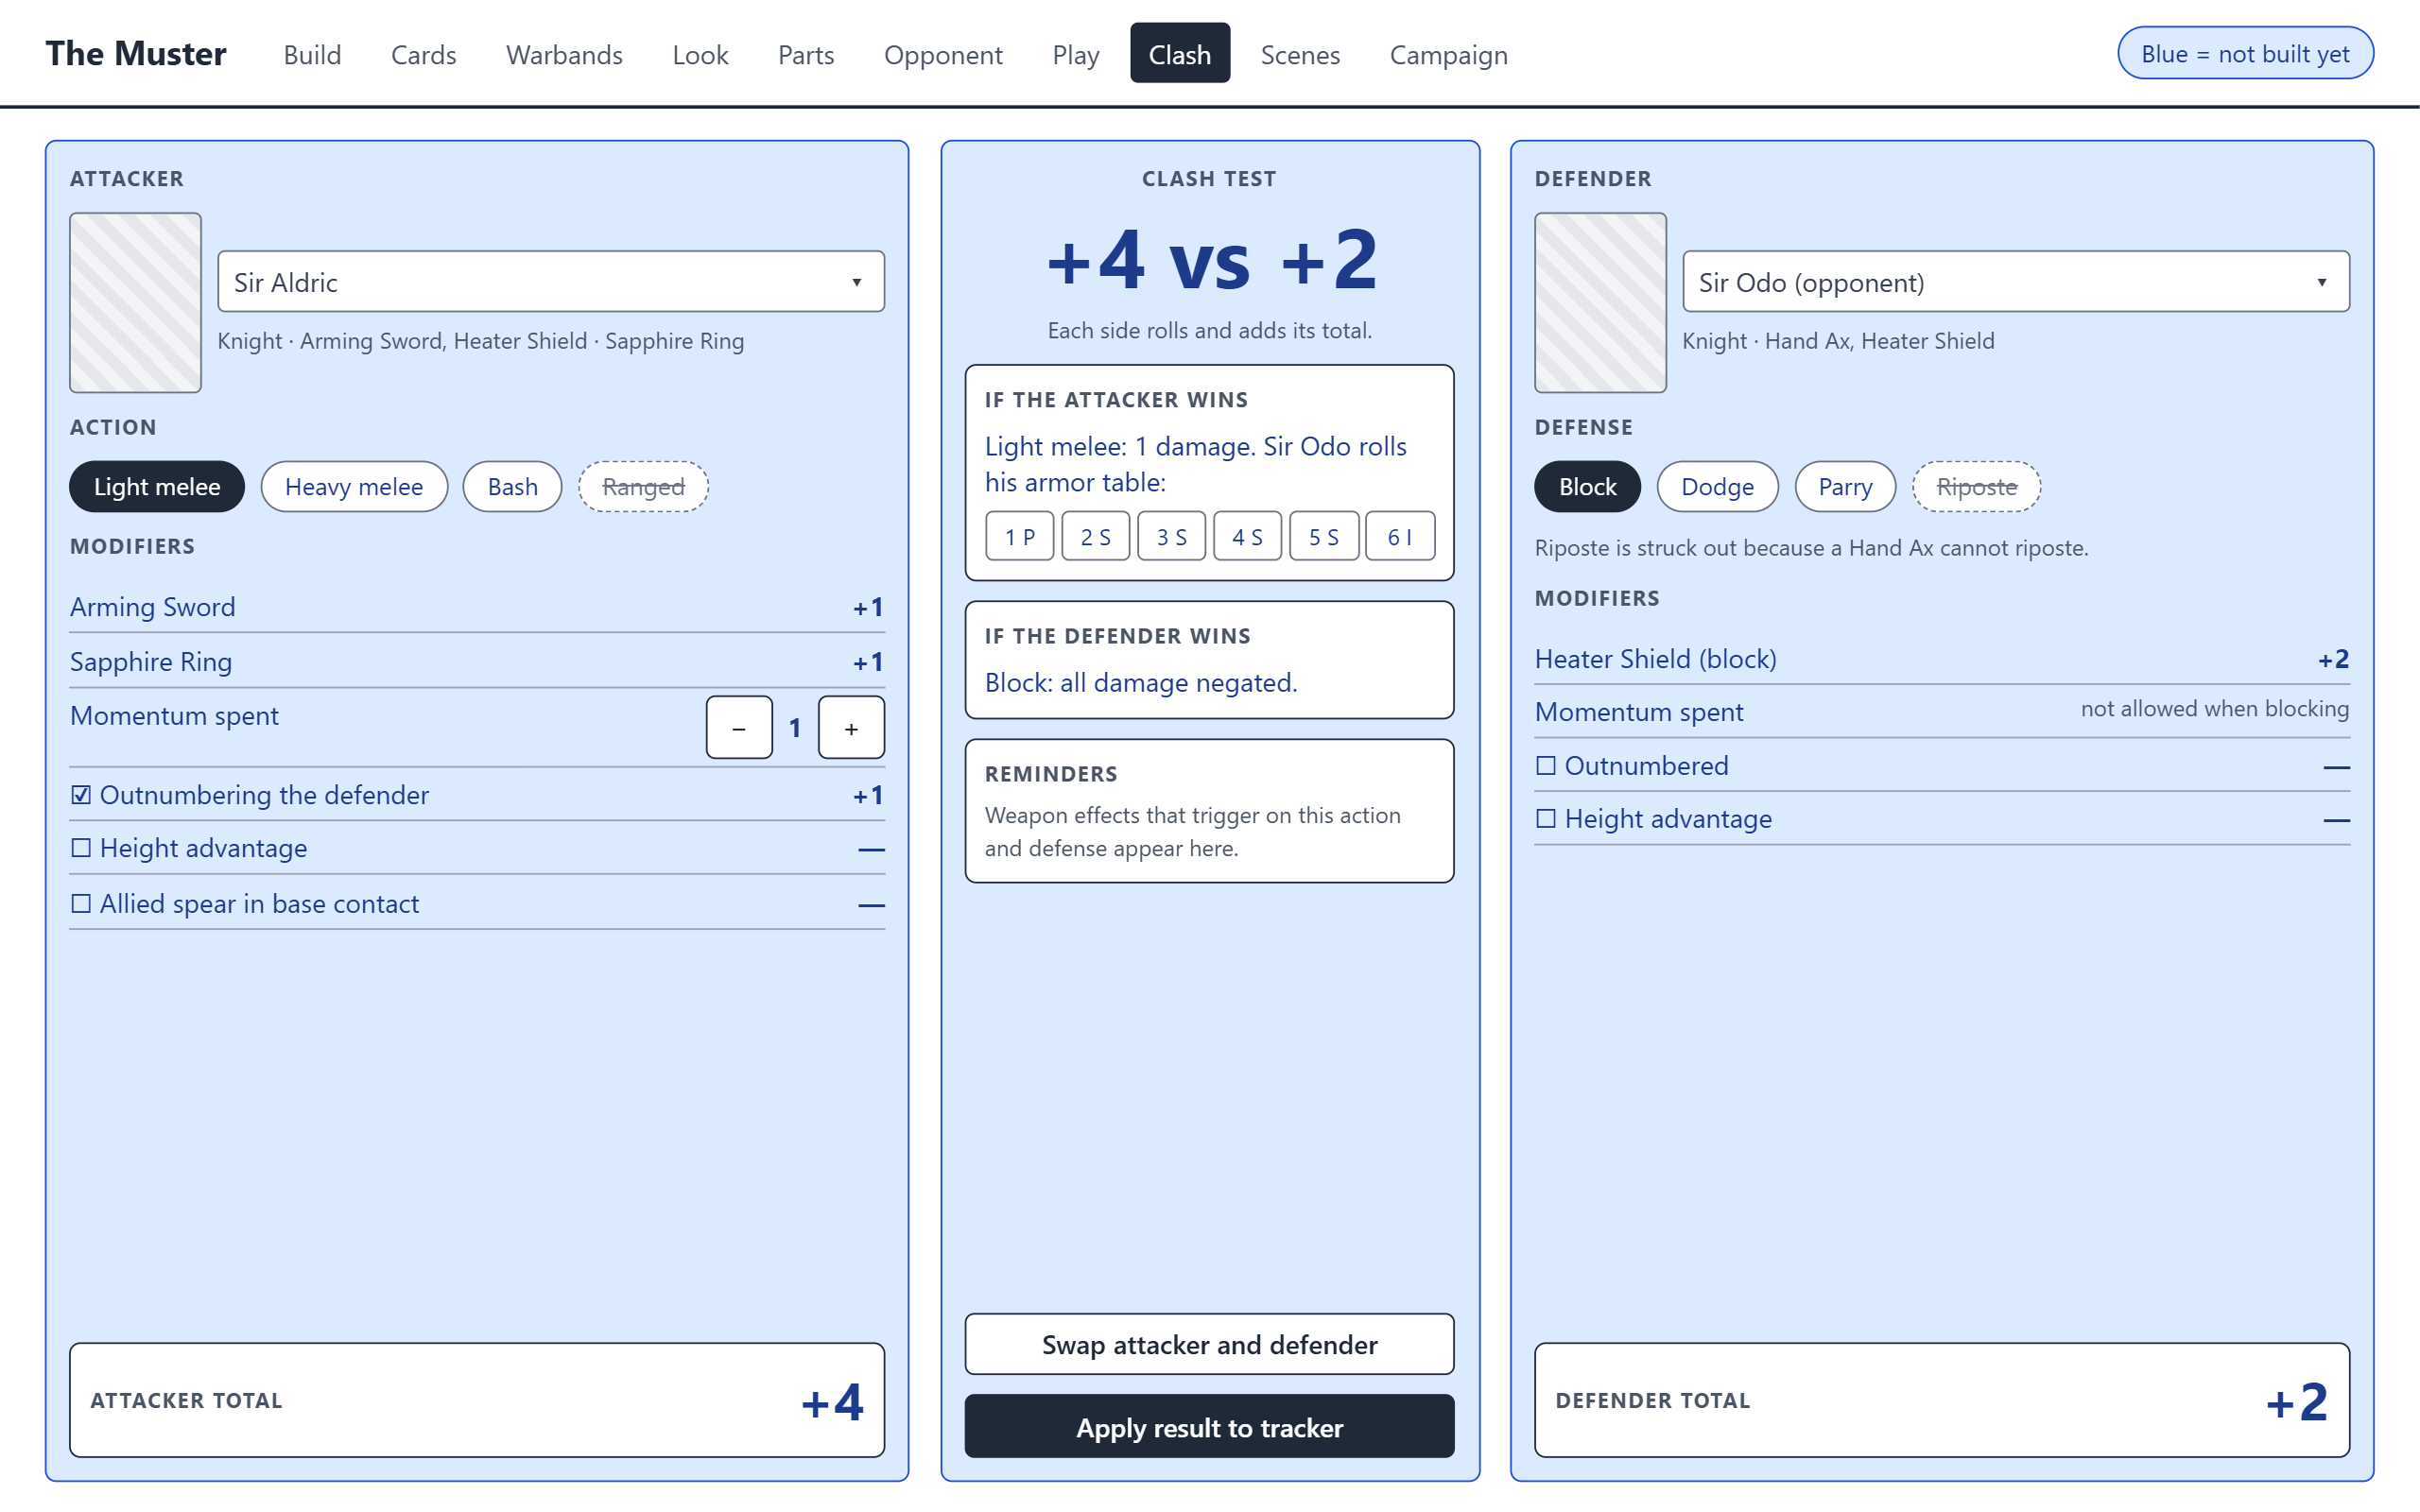 The Muster Build Cards Warbands Look Parts Opponent Play Clash Scenes Campaign Blue = not built yet
ATTACKER
Sir Aldric ▼
Knight · Arming Sword, Heater Shield · Sapphire Ring
ACTION
Light melee Heavy melee Bash Ranged
MODIFIERS
Arming Sword +1
Sapphire Ring +1
Momentum spent − 1 +
☑ Outnumbering the defender +1
☐ Height advantage —
☐ Allied spear in base contact —
ATTACKER TOTAL +4
CLASH TEST
+4 vs +2
Each side rolls and adds its total.
IF THE ATTACKER WINS
Light melee: 1 damage. Sir Odo rolls
his armor table:
1 P 2 S 3 S 4 S 5 S 6 I
IF THE DEFENDER WINS
Block: all damage negated.
REMINDERS
Weapon effects that trigger on this action
and defense appear here.
Swap attacker and defender
Apply result to tracker
DEFENDER
Sir Odo (opponent) ▼
Knight · Hand Ax, Heater Shield
DEFENSE
Block Dodge Parry Riposte
Riposte is struck out because a Hand Ax cannot riposte.
MODIFIERS
Heater Shield (block) +2
Momentum spent not allowed when blocking
☐ Outnumbered —
☐ Height advantage —
DEFENDER TOTAL +2